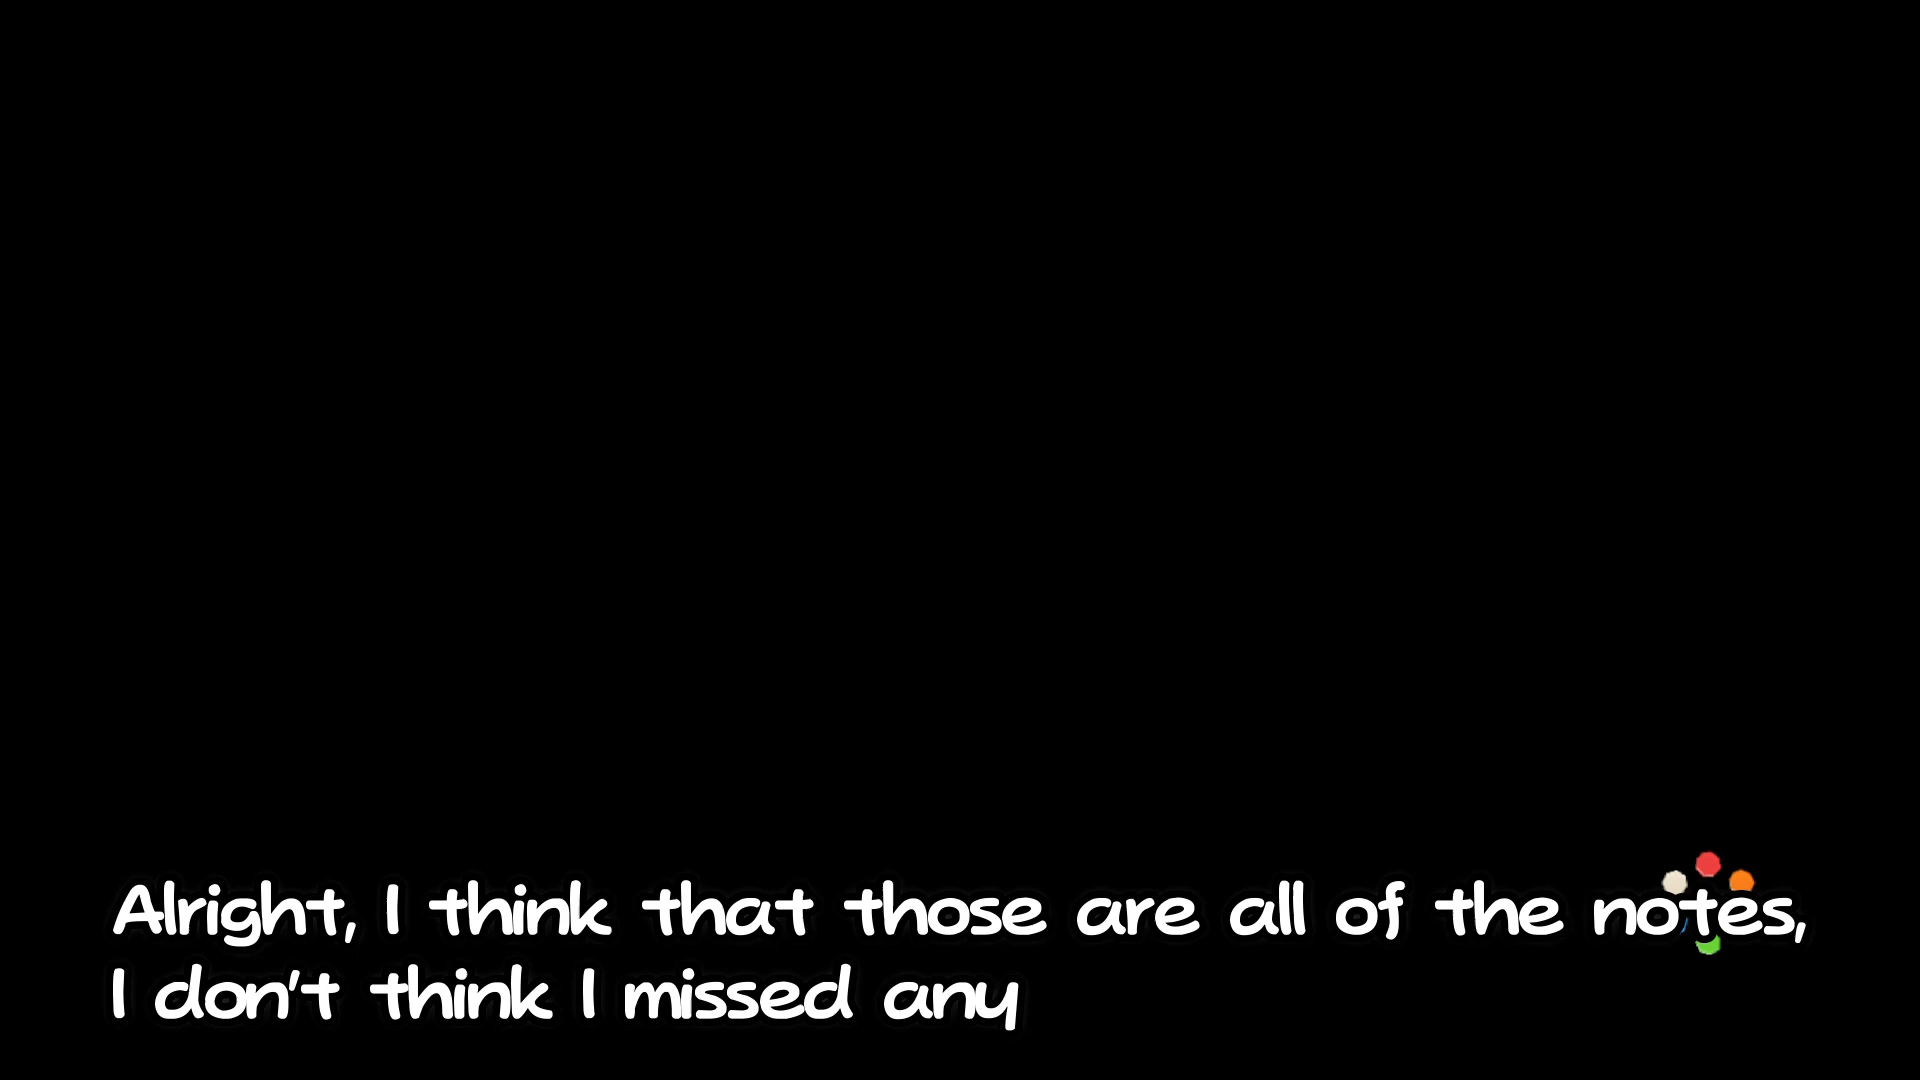 Alright, I think that those are all of the notes,
I don't think I missed any